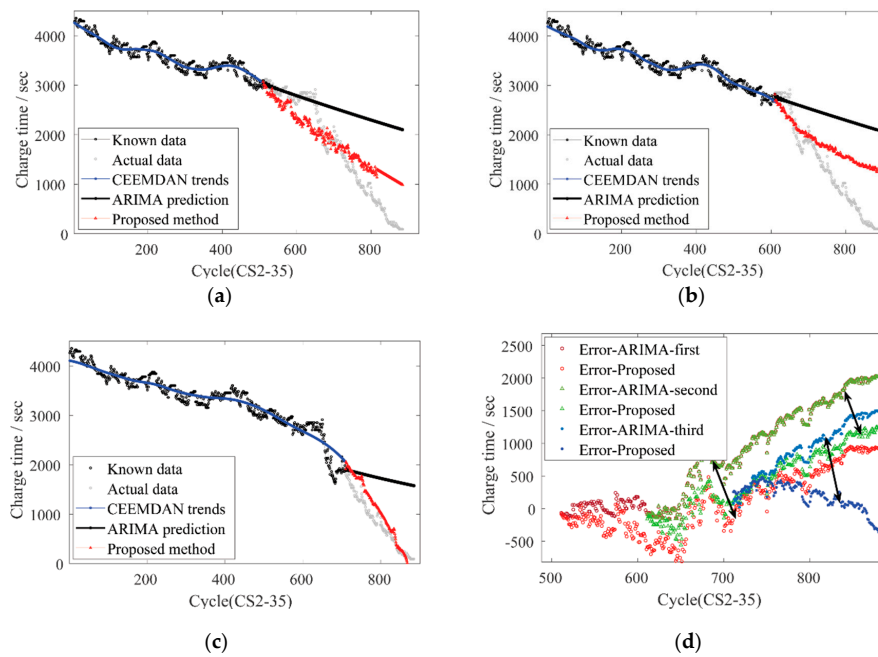 4000
3000
2000
1000
0
Charge time / sec
Known data
Actual data
CEEMDAN trends
ARIMA prediction
Proposed method
200
400
600
800
Cycle(CS2-35)
(a)
4000
3000
2000
1000
0
Charge time / sec
Known data
Actual data
CEEMDAN trends
ARIMA prediction
Proposed method
200
400
600
800
Cycle(CS2-35)
(b)
4000
3000
2000
1000
0
Charge time / sec
Known data
Actual data
CEEMDAN trends
ARIMA prediction
Proposed method
200
400
600
800
Cycle(CS2-35)
(c)
2500
2000
1500
1000
500
0
-500
Charge time / sec
Error-ARIMA-first
Error-Proposed
Error-ARIMA-second
Error-Proposed
Error-ARIMA-third
Error-Proposed
500
600
700
800
Cycle(CS2-35)
(d)